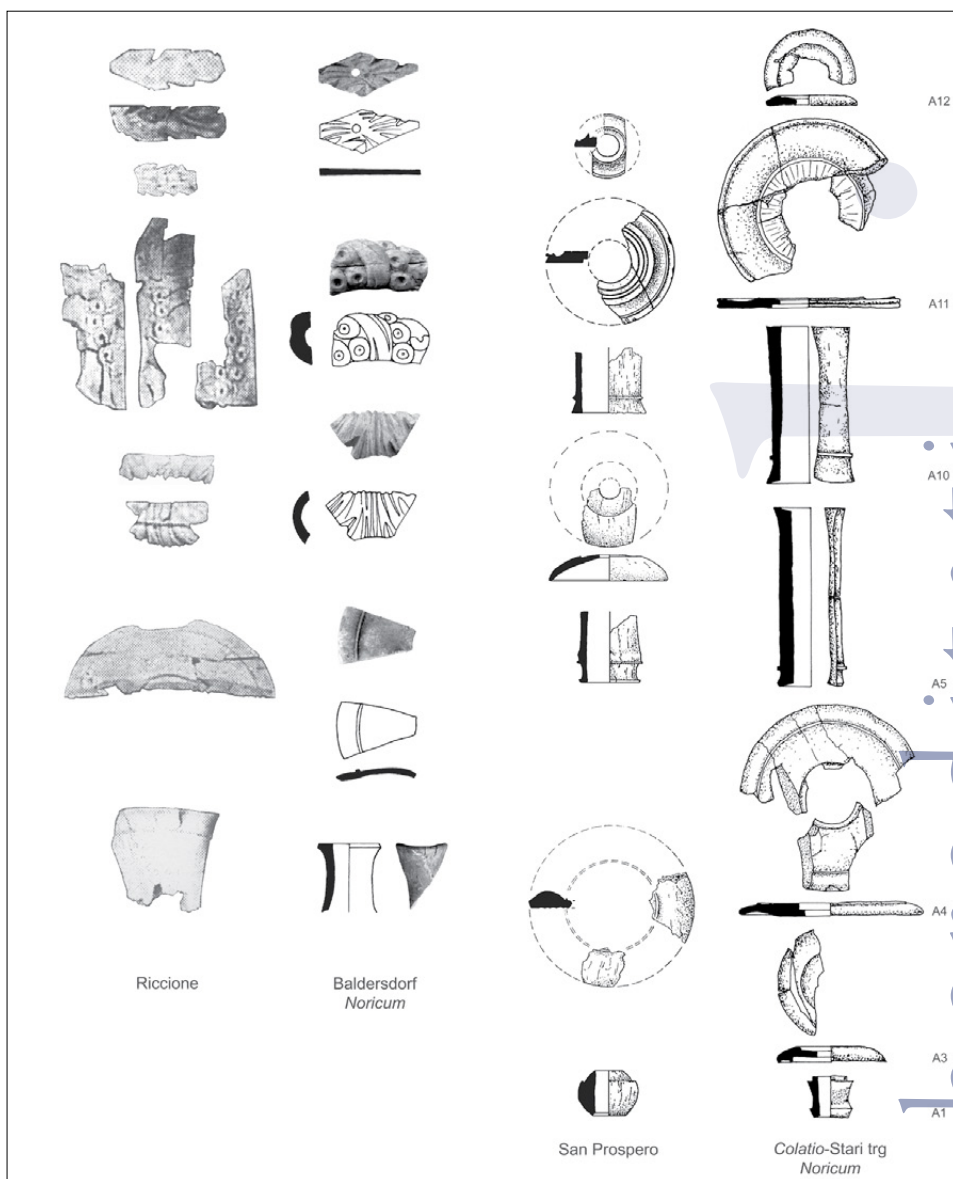 A12
A11
A10
A5
A4
A3
A1
Riccione
Baldersdorf
Noricum
San Prospero
Colatio-Stari trg
Noricum